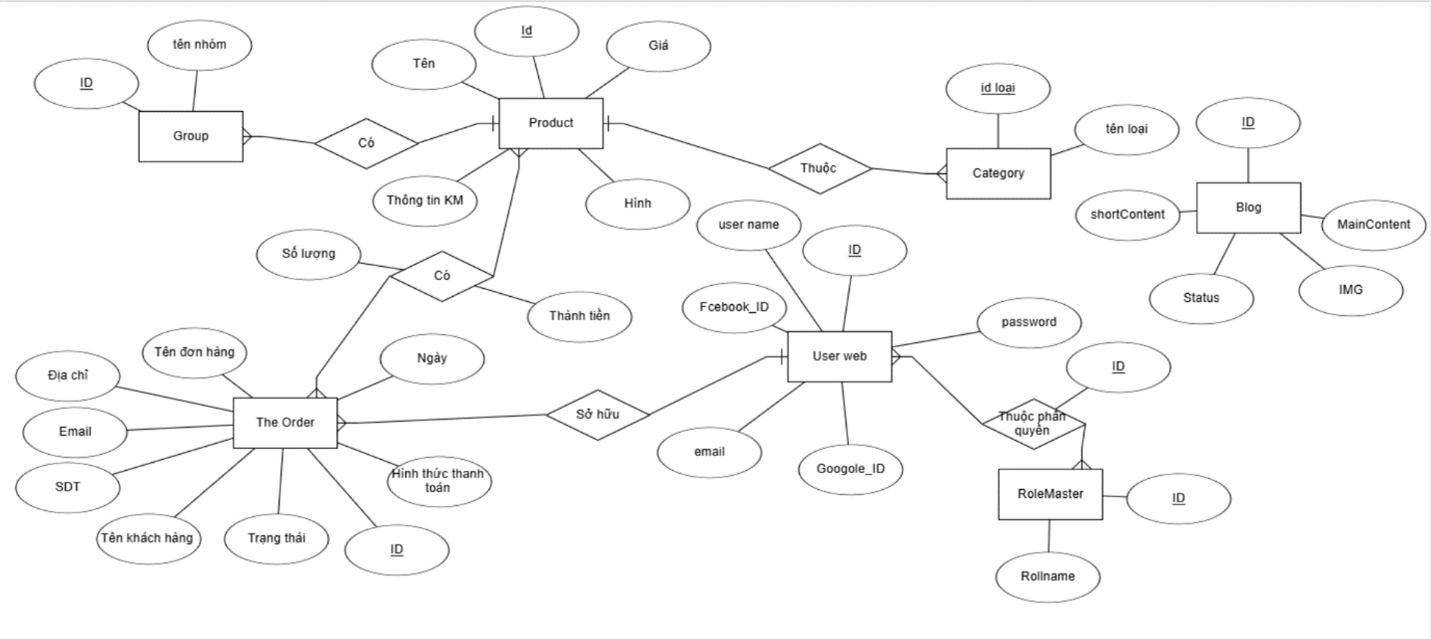 Id
tên nhóm
Giá
Tên
ID
id loại
Product
ID
tên loại
Group
Có
Thuộc
Category
Thông tin KM
Hình
Blog
shortContent
MainContent
user name
Số lượng
ID
Có
Status
IMG
Fcebook_ID
Thành tiền
password
Tên đơn hàng
Ngày
User web
ID
Địa chỉ
Sở hữu
Thuộc phân
quyền
The Order
Email
email
Googole_ID
Hình thức thanh
toán
SDT
RoleMaster
ID
Tên khách hàng
Trạng thái
ID
Rollname